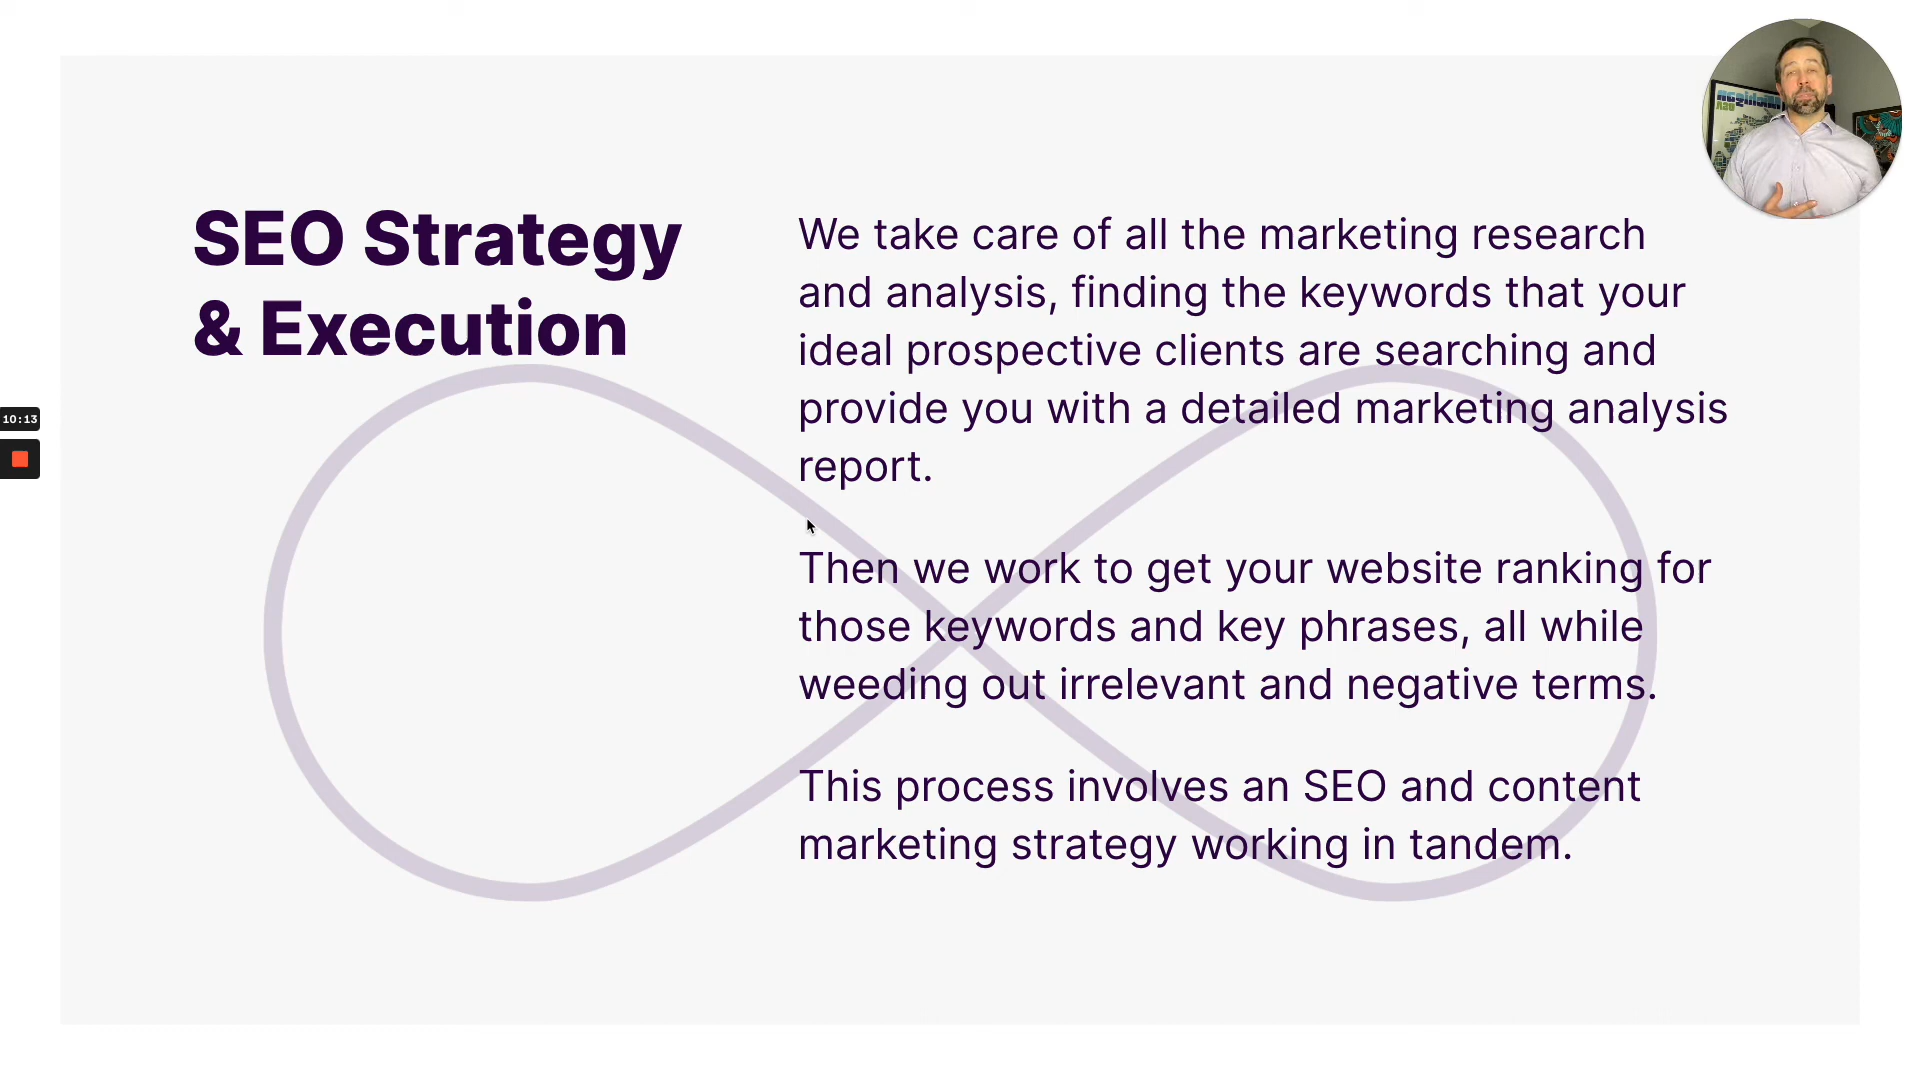 SEO Strategy
& Execution
We take care of all the marketing research
and analysis, finding the keywords that your
ideal prospective clients are searching and
provide you with a detailed marketing analysis
report.
Then we work to get your website ranking for
those keywords and key phrases, all while
weeding out irrelevant and negative terms.
This process involves an SEO and content
marketing strategy working in tandem.
10:13